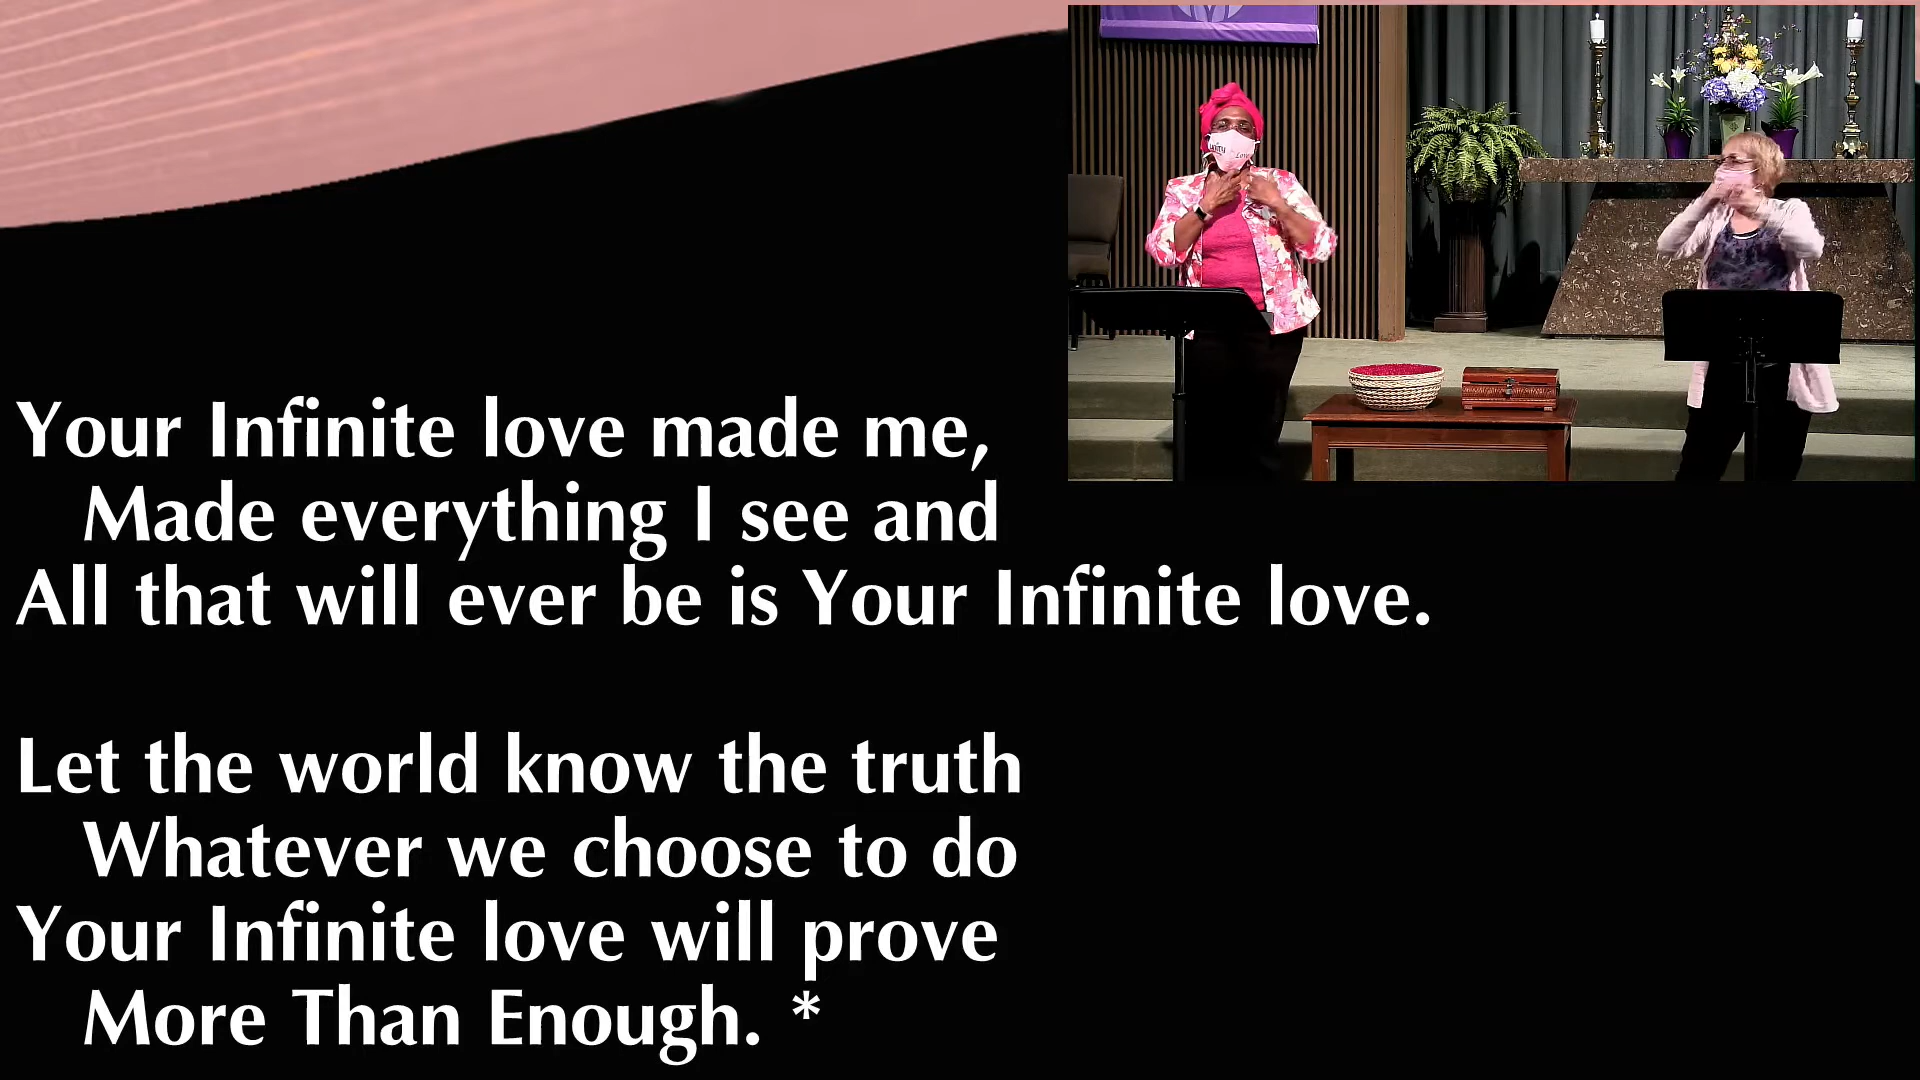 Your Infinite love made me,
Made everything I see and
All that will ever be is Your Infinite love.
Let the world know the truth
Whatever we choose to do
Your Infinite love will prove
More Than Enough. *
Love